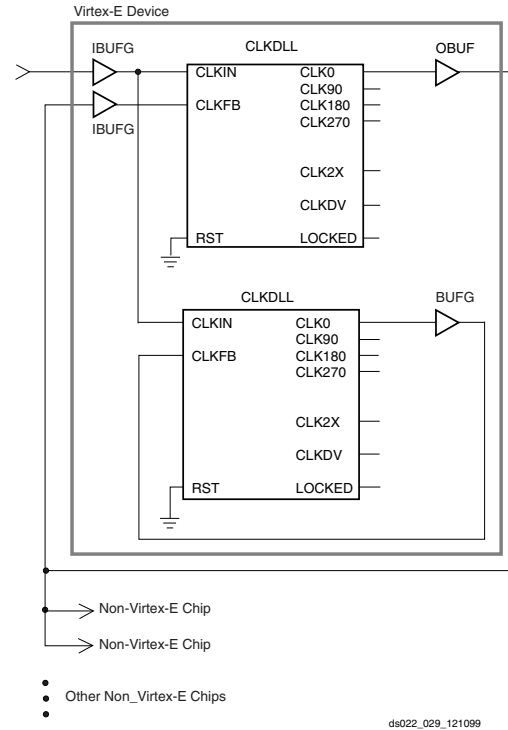 Virtex-E Device
IBUFG
CLKDLL
OBUF
CLKIN
CLK0
CLK90
CLKFB
CLK180
CLK270
IBUFG
CLK2X
CLKDV
RST
LOCKED
CLKDLL
BUFG
CLKIN
CLK0
CLK90
CLKFB
CLK180
CLK270
CLK2X
CLKDV
RST
LOCKED
Non-Virtex-E Chip
Non-Virtex-E Chip
Other Non_Virtex-E Chips
ds022_029_121099